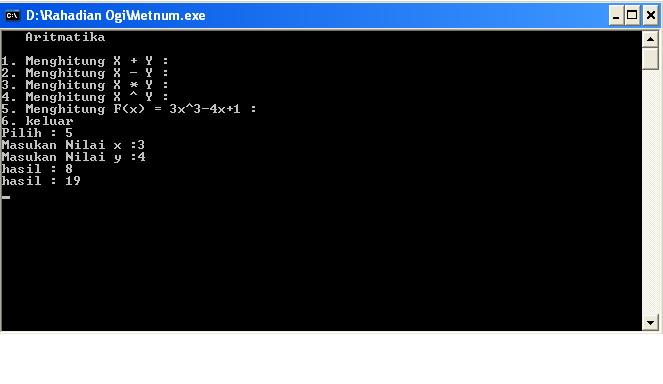 D:\Rahadian Ogi\Metnum.exe
Aritmatika
1. Menghitung X + Y :
2. Menghitung X - Y :
3. Menghitung X * Y :
4. Menghitung X ^ Y :
5. Menghitung F(x) = 3x^3-4x+1 :
6. keluar
Pilih : 5
Masukan Nilai x :3
Masukan Nilai y :4
hasil : 8
hasil : 19